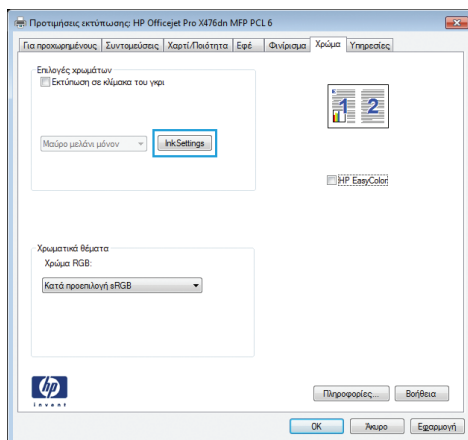 Προτιμήσεις εκτύπωσης: HP Officejet Pro X476dn MFP PCL 6
Για προχωρημένους Συντομεύσεις Χαρτί/Ποιότητα Εφέ Φινίρισμα Χρώμα Υπηρεσίες
Επιλογές χρωμάτων
Εκτύπωση σε κλίμακα του γκρι
1 2
Μαύρο μελάνι μόνον InkSettings
HP EasyColor
Χρωματικά θέματα
Χρώμα RGB:
Κατά προεπιλογή sRGB
hp
invent
Πληροφορίες... Βοήθεια
OK Άκυρο Εφαρμογή